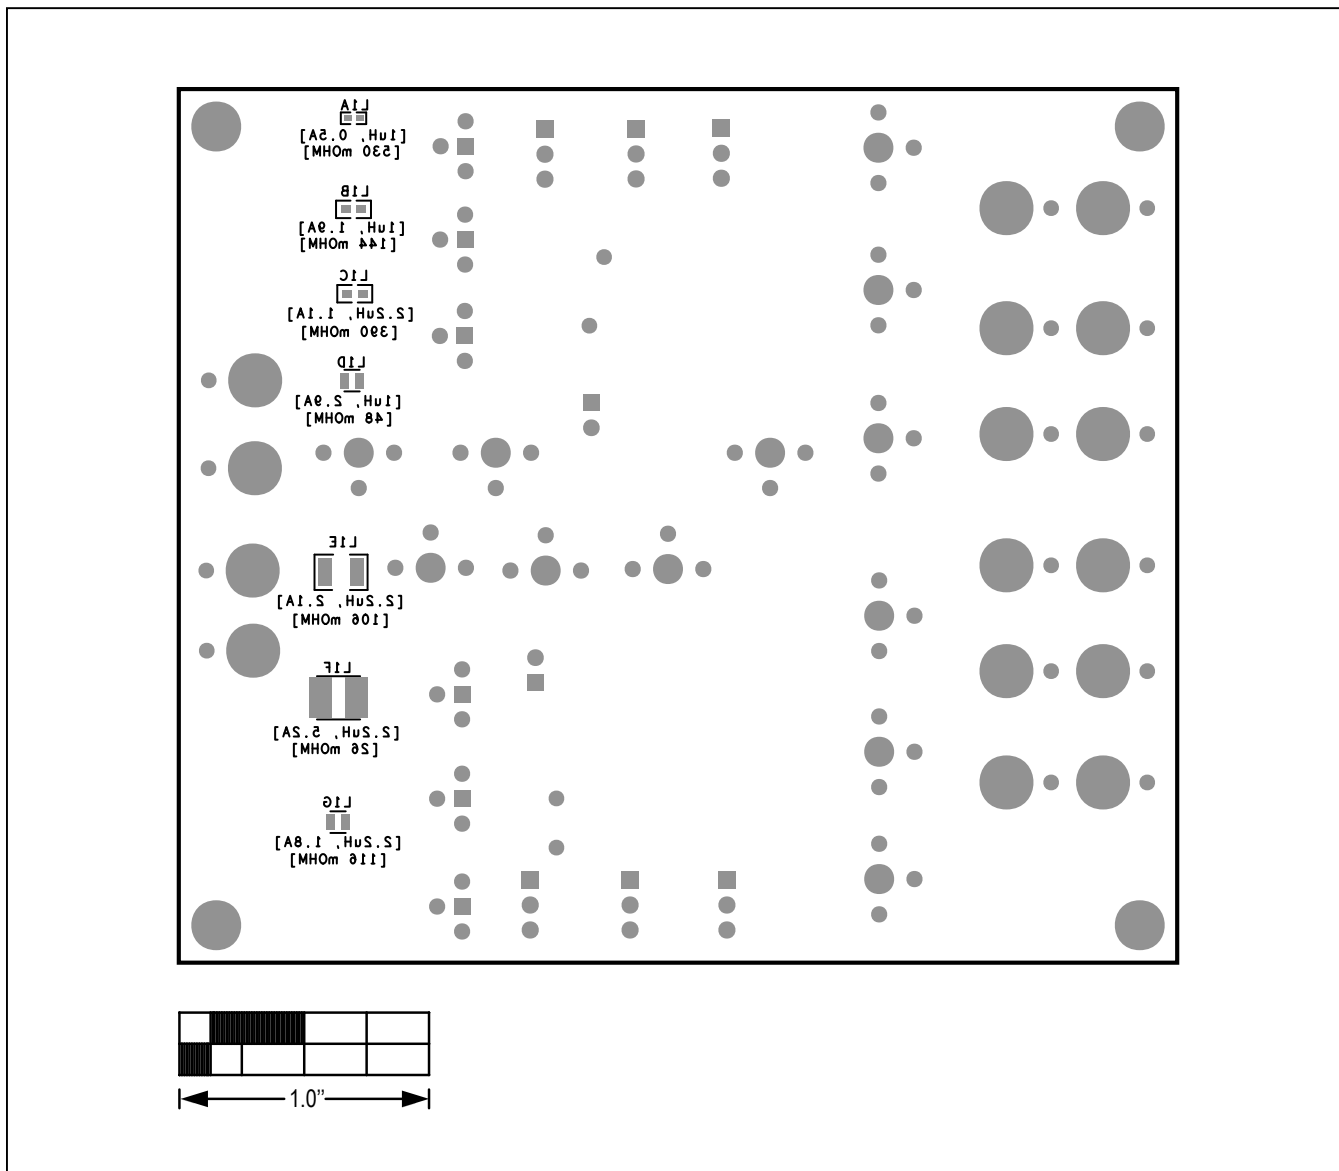 L1A
[1uH, 0.5A]
[530 mOHM]
L1B
[1uH, 1.9A]
[144 mOHM]
L1C
[2.2uH, 1.1A]
[390 mOHM]
L1D
[1uH, 2.9A]
[48 mOHM]
L1E
[2.2uH, 2.1A]
[106 mOHM]
L1F
[2.2uH, 5.2A]
[26 mOHM]
L1G
[2.2uH, 1.8A]
[116 mOHM]
1.0”